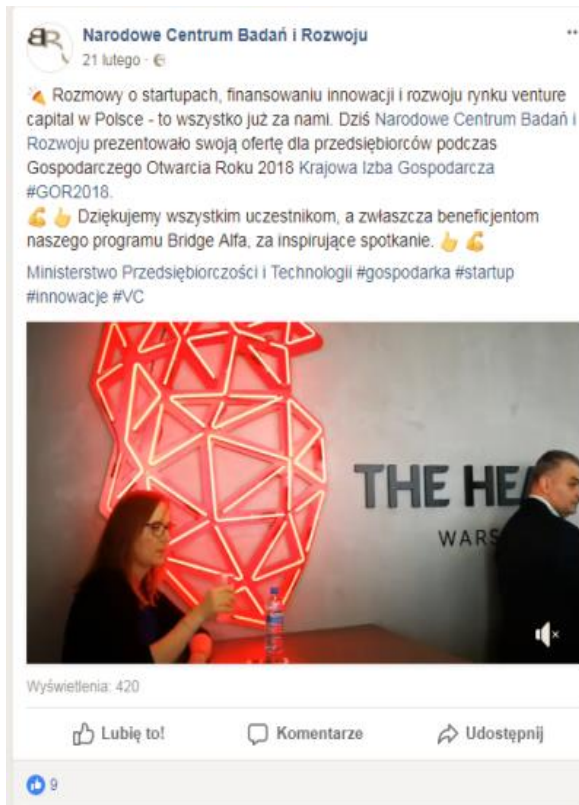 BR
Narodowe Centrum Badań i Rozwoju
21 lutego ·
Rozmowy o startupach, finansowaniu innowacji i rozwoju rynku venture
capital w Polsce - to wszystko już za nami. Dziś Narodowe Centrum Badań i
Rozwoju prezentowało swoją ofertę dla przedsiębiorców podczas
Gospodarczego Otwarcia Roku 2018 Krajowa Izba Gospodarcza
#GOR2018.
Dziękujemy wszystkim uczestnikom, a zwłaszcza beneficjentom
naszego programu Bridge Alfa, za inspirujące spotkanie.
Ministerstwo Przedsiębiorczości i Technologii #gospodarka #startup
#innowacje #VC
THE HEA
WARS
Wyświetlenia: 420
Lubię to! Komentarze Udostępnij
9